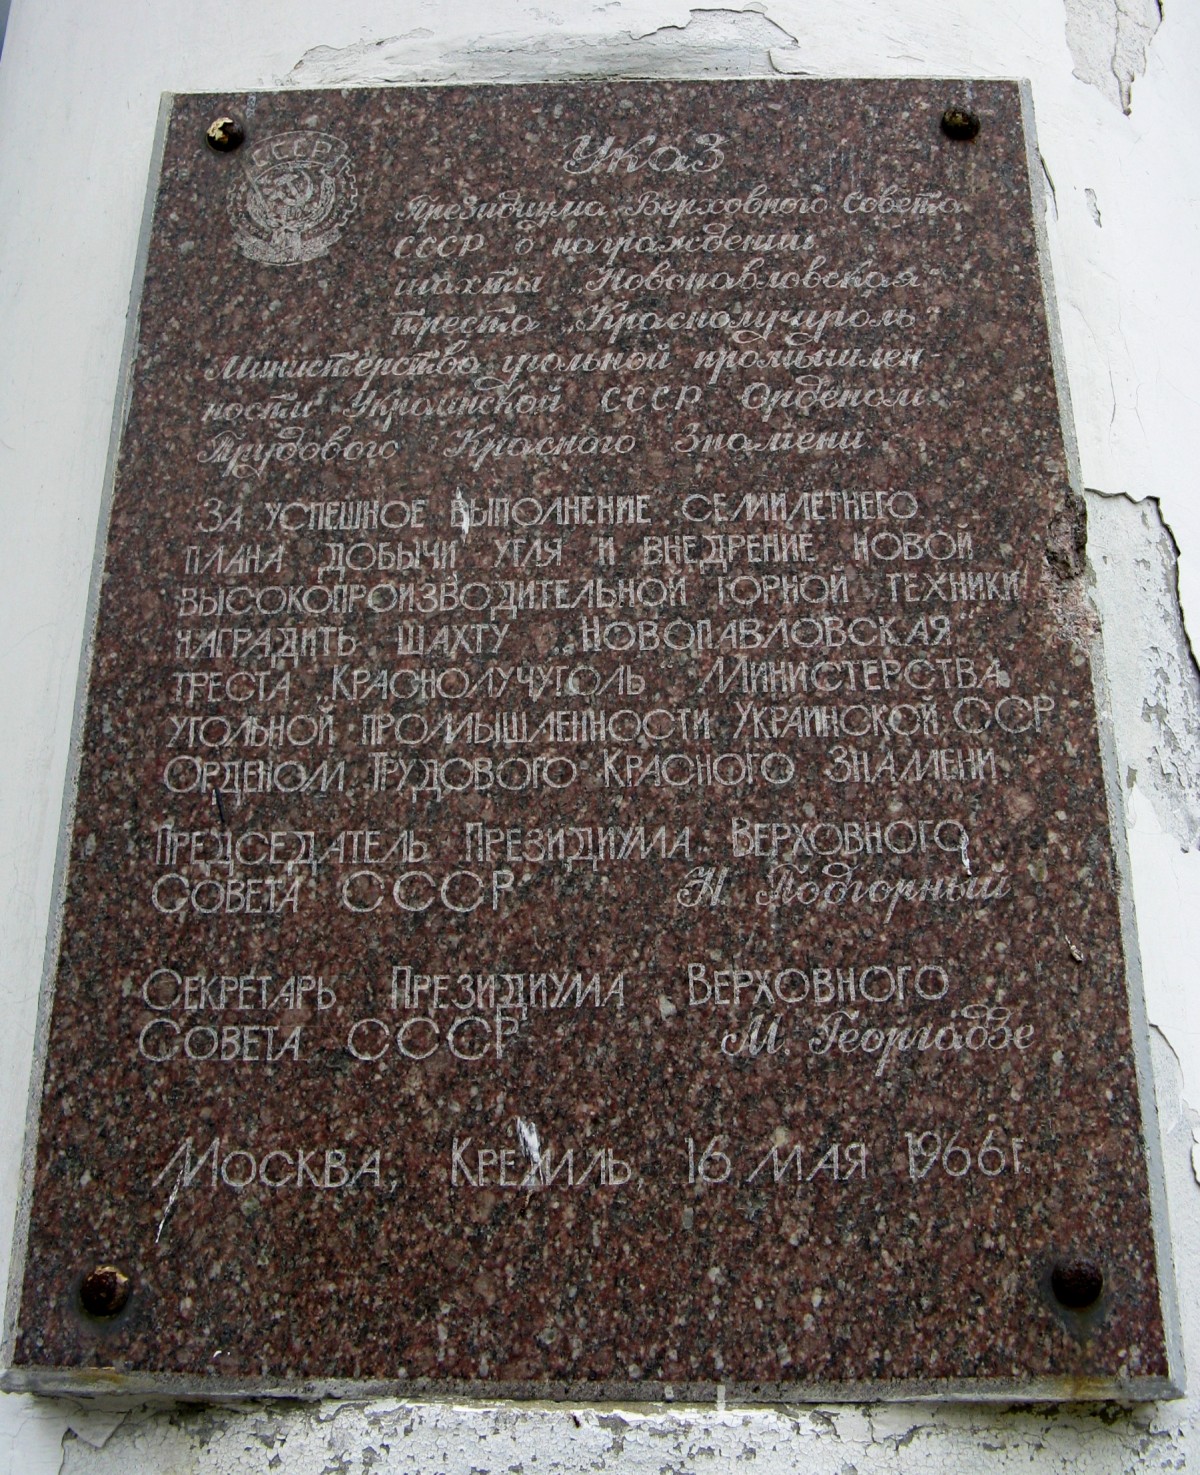 СССР
Указ
Президиума Верховного Совета
СССР о награждении
шахты „Новопавловская"
треста „Краснолучуголь"
Министерства угольной промышлен-
ности Украинской СССР Орденом
Трудового Красного Знамени
За успешное выполнение семилетнего
плана добычи угля и внедрение новой
высокопроизводительной горной техники
наградить шахту „Новопавловская"
треста „Краснолучуголь" Министерства
угольной промышленности Украинской ССР
Орденом Трудового Красного Знамени
Председатель Президиума Верховного
Совета СССР Н. Подгорный
Секретарь Президиума Верховного
Совета СССР М. Георгадзе
Москва, Кремль, 16 мая 1966 г.